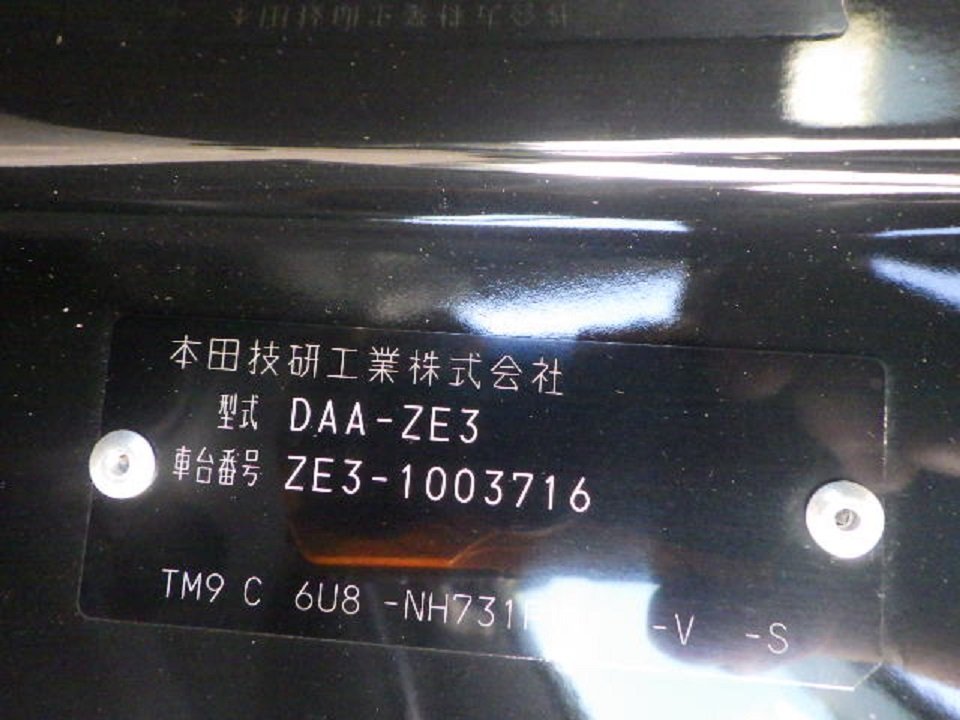 本田技研工業株式会社
型式 DAA-ZE3
車台番号 ZE3-1003716
TM9 C 6U8 -NH731P -V -S